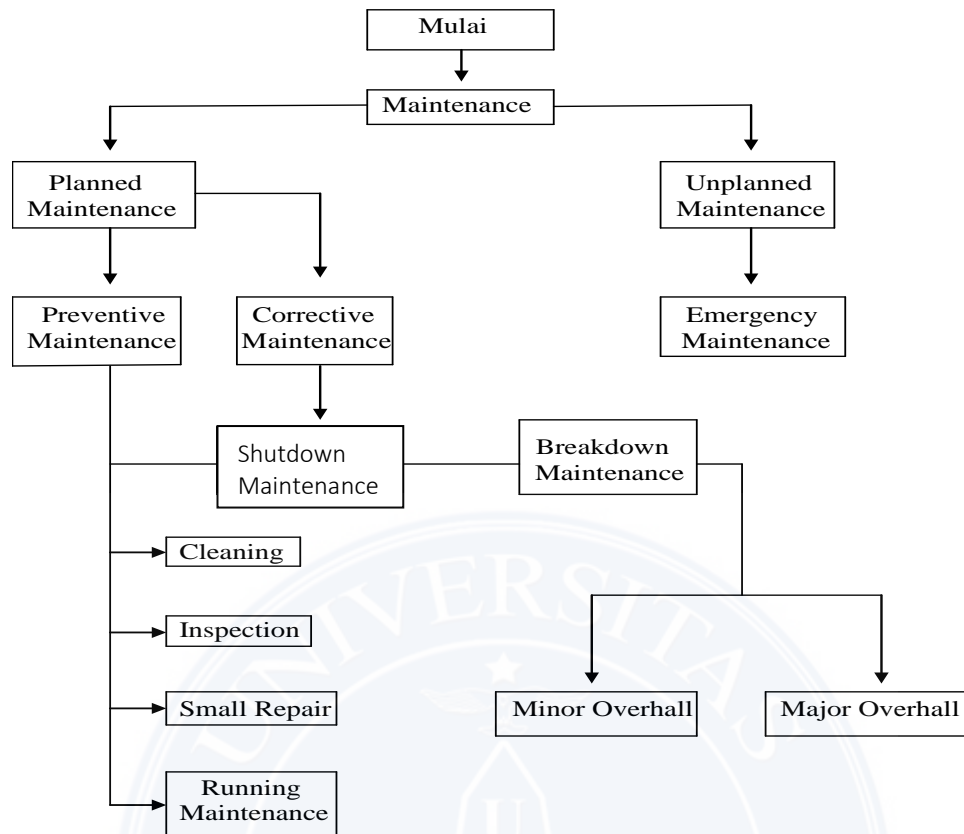 Mulai
Maintenance
Planned
Maintenance
Unplanned
Maintenance
Preventive
Maintenance
Corrective
Maintenance
Emergency
Maintenance
Shutdown
Maintenance
Breakdown
Maintenance
Cleaning
Inspection
Small Repair
Running
Maintenance
Minor Overhall
Major Overhall
UNIVERSITAS